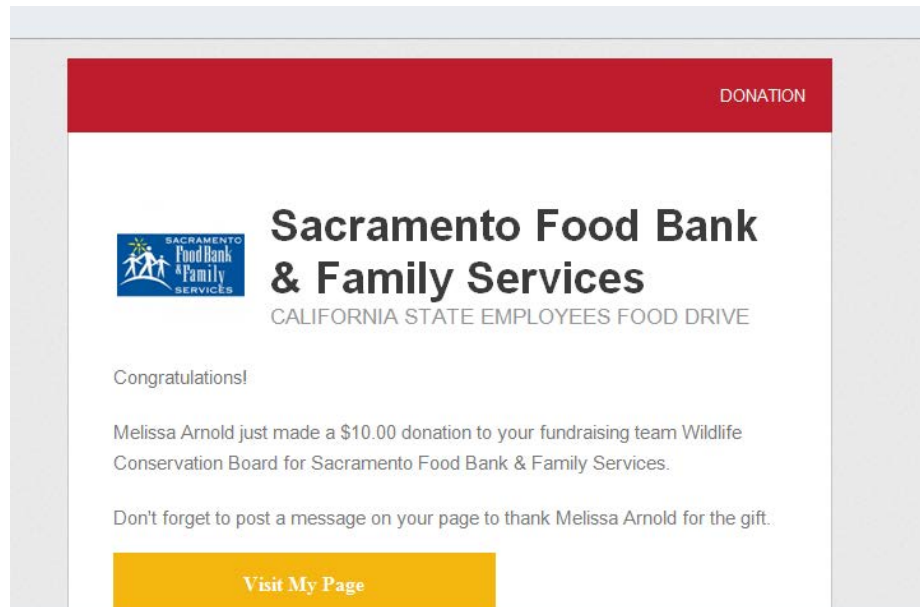 DONATION
SACRAMENTO
Food Bank
& Family
SERVICES
Sacramento Food Bank
& Family Services
CALIFORNIA STATE EMPLOYEES FOOD DRIVE
Congratulations!
Melissa Arnold just made a $10.00 donation to your fundraising team Wildlife
Conservation Board for Sacramento Food Bank & Family Services.
Don't forget to post a message on your page to thank Melissa Arnold for the gift.
Visit My Page